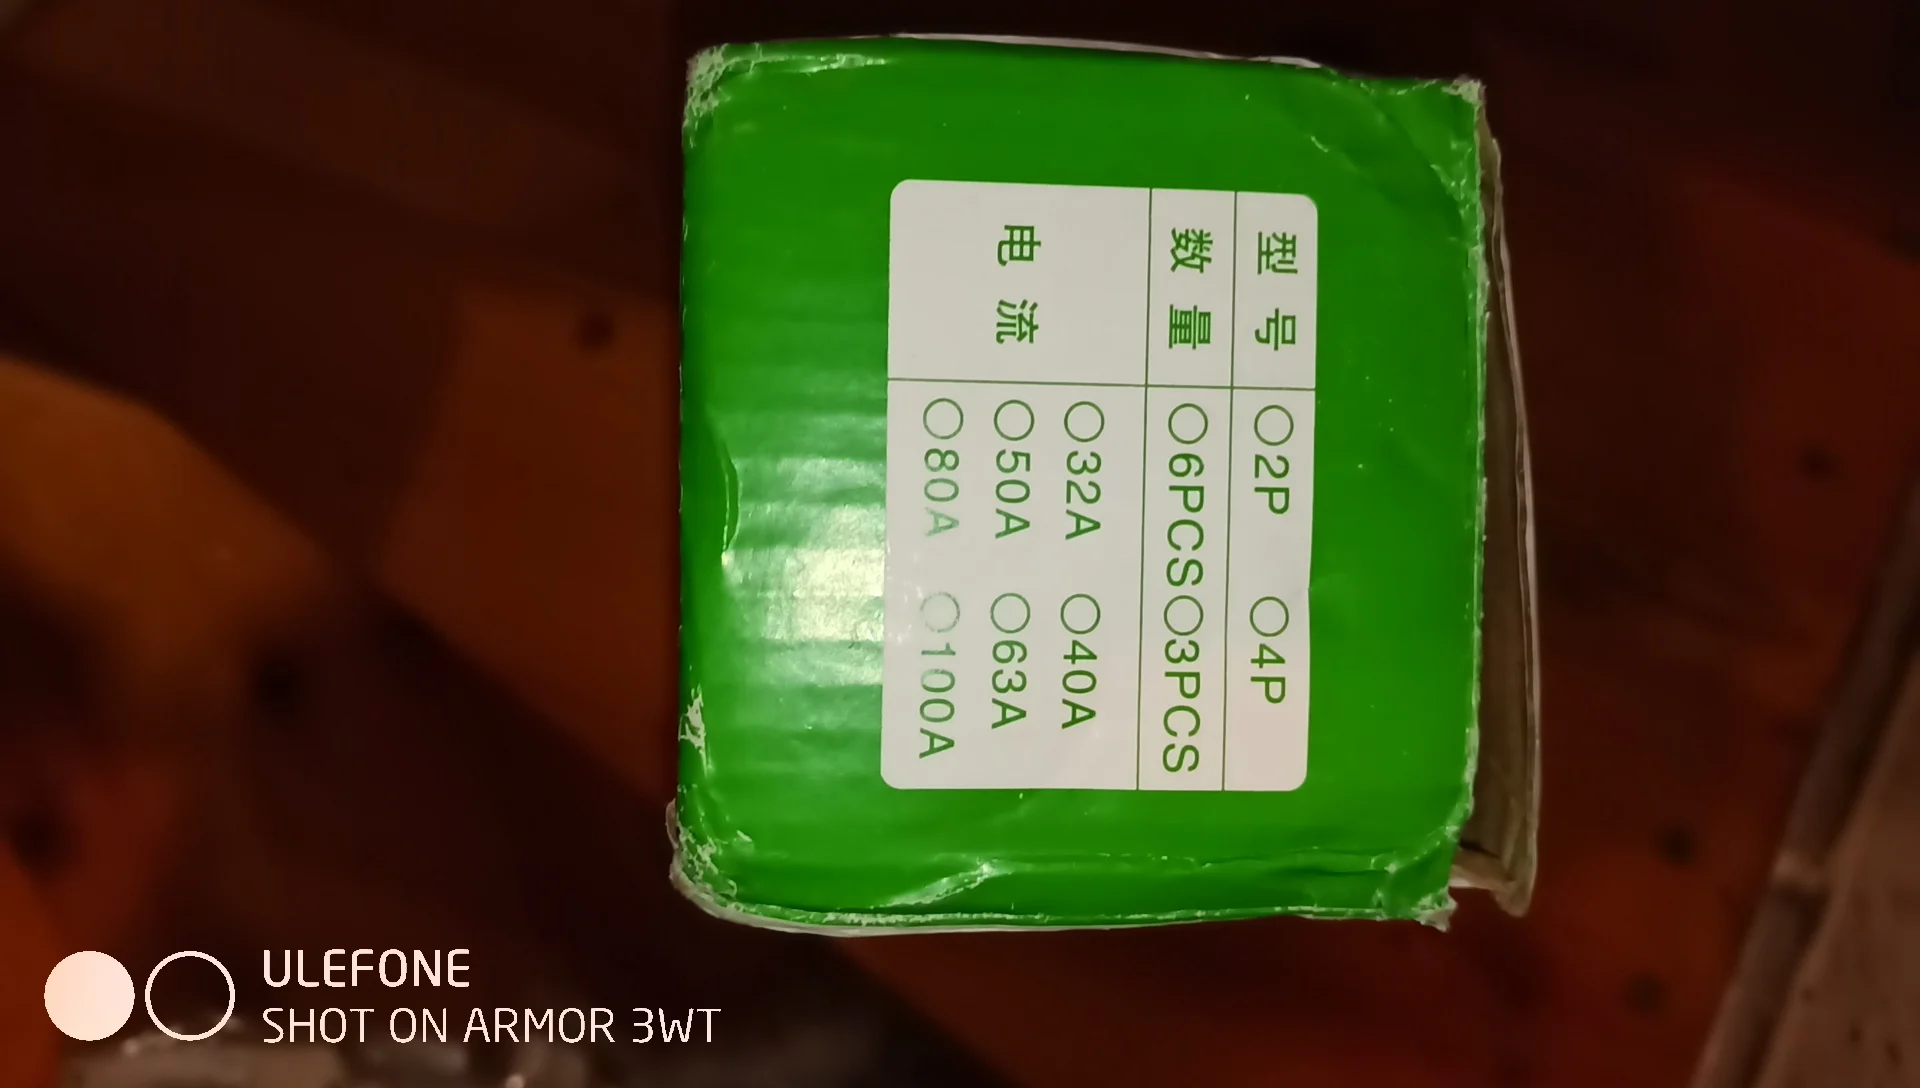 型号 ○2P ○4P
数量 ○6PCS○3PCS
电流 ○32A ○40A
○50A ○63A
○80A ○100A
ULEFONE
SHOT ON ARMOR 3WT